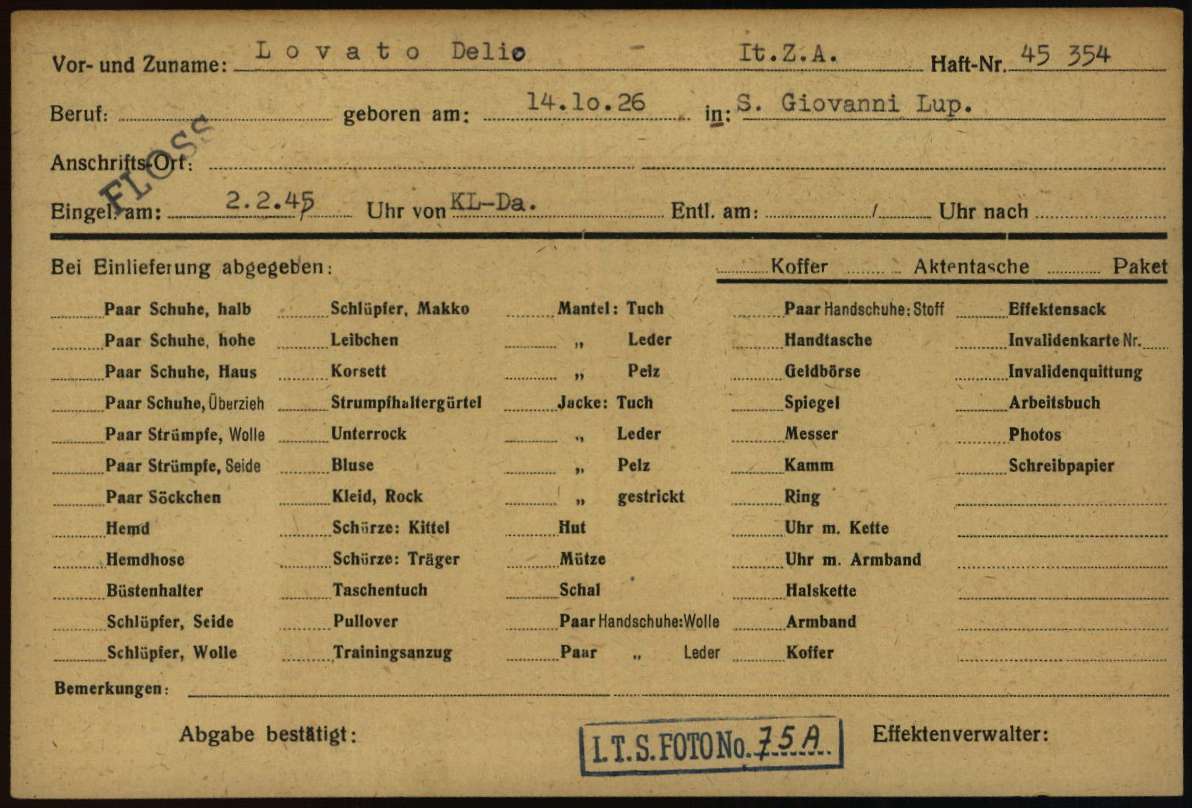 Vor- und Zuname: Lovato Delio - It.Z.A. Haft-Nr. 45 354
Beruf: geboren am: 14.10.26 in: S. Giovanni Lup.
Anschrifts-Ort:
FLOSS
Eingel. am: 2.2.45 Uhr von KL-Da. Entl. am: / Uhr nach
Bei Einlieferung abgegeben: Koffer Aktentasche Paket
Paar Schuhe, halb Schlüpfer, Makko Mantel: Tuch Paar Handschuhe: Stoff Effektensack
Paar Schuhe, hohe Leibchen „ Leder Handtasche Invalidenkarte Nr.
Paar Schuhe, Haus Korsett „ Pelz Geldbörse Invalidenquittung
Paar Schuhe, Überzieh Strumpfhaltergürtel Jacke: Tuch Spiegel Arbeitsbuch
Paar Strümpfe, Wolle Unterrock „ Leder Messer Photos
Paar Strümpfe, Seide Bluse „ Pelz Kamm Schreibpapier
Paar Söckchen Kleid, Rock „ gestrickt Ring
Hemd Schürze: Kittel Hut Uhr m. Kette
Hemdhose Schürze: Träger Mütze Uhr m. Armband
Büstenhalter Taschentuch Schal Halskette
Schlüpfer, Seide Pullover Paar Handschuhe: Wolle Armband
Schlüpfer, Wolle Trainingsanzug Paar „ Leder Koffer
Bemerkungen:
Abgabe bestätigt: I.T.S. FOTO No. 75A Effektenverwalter: